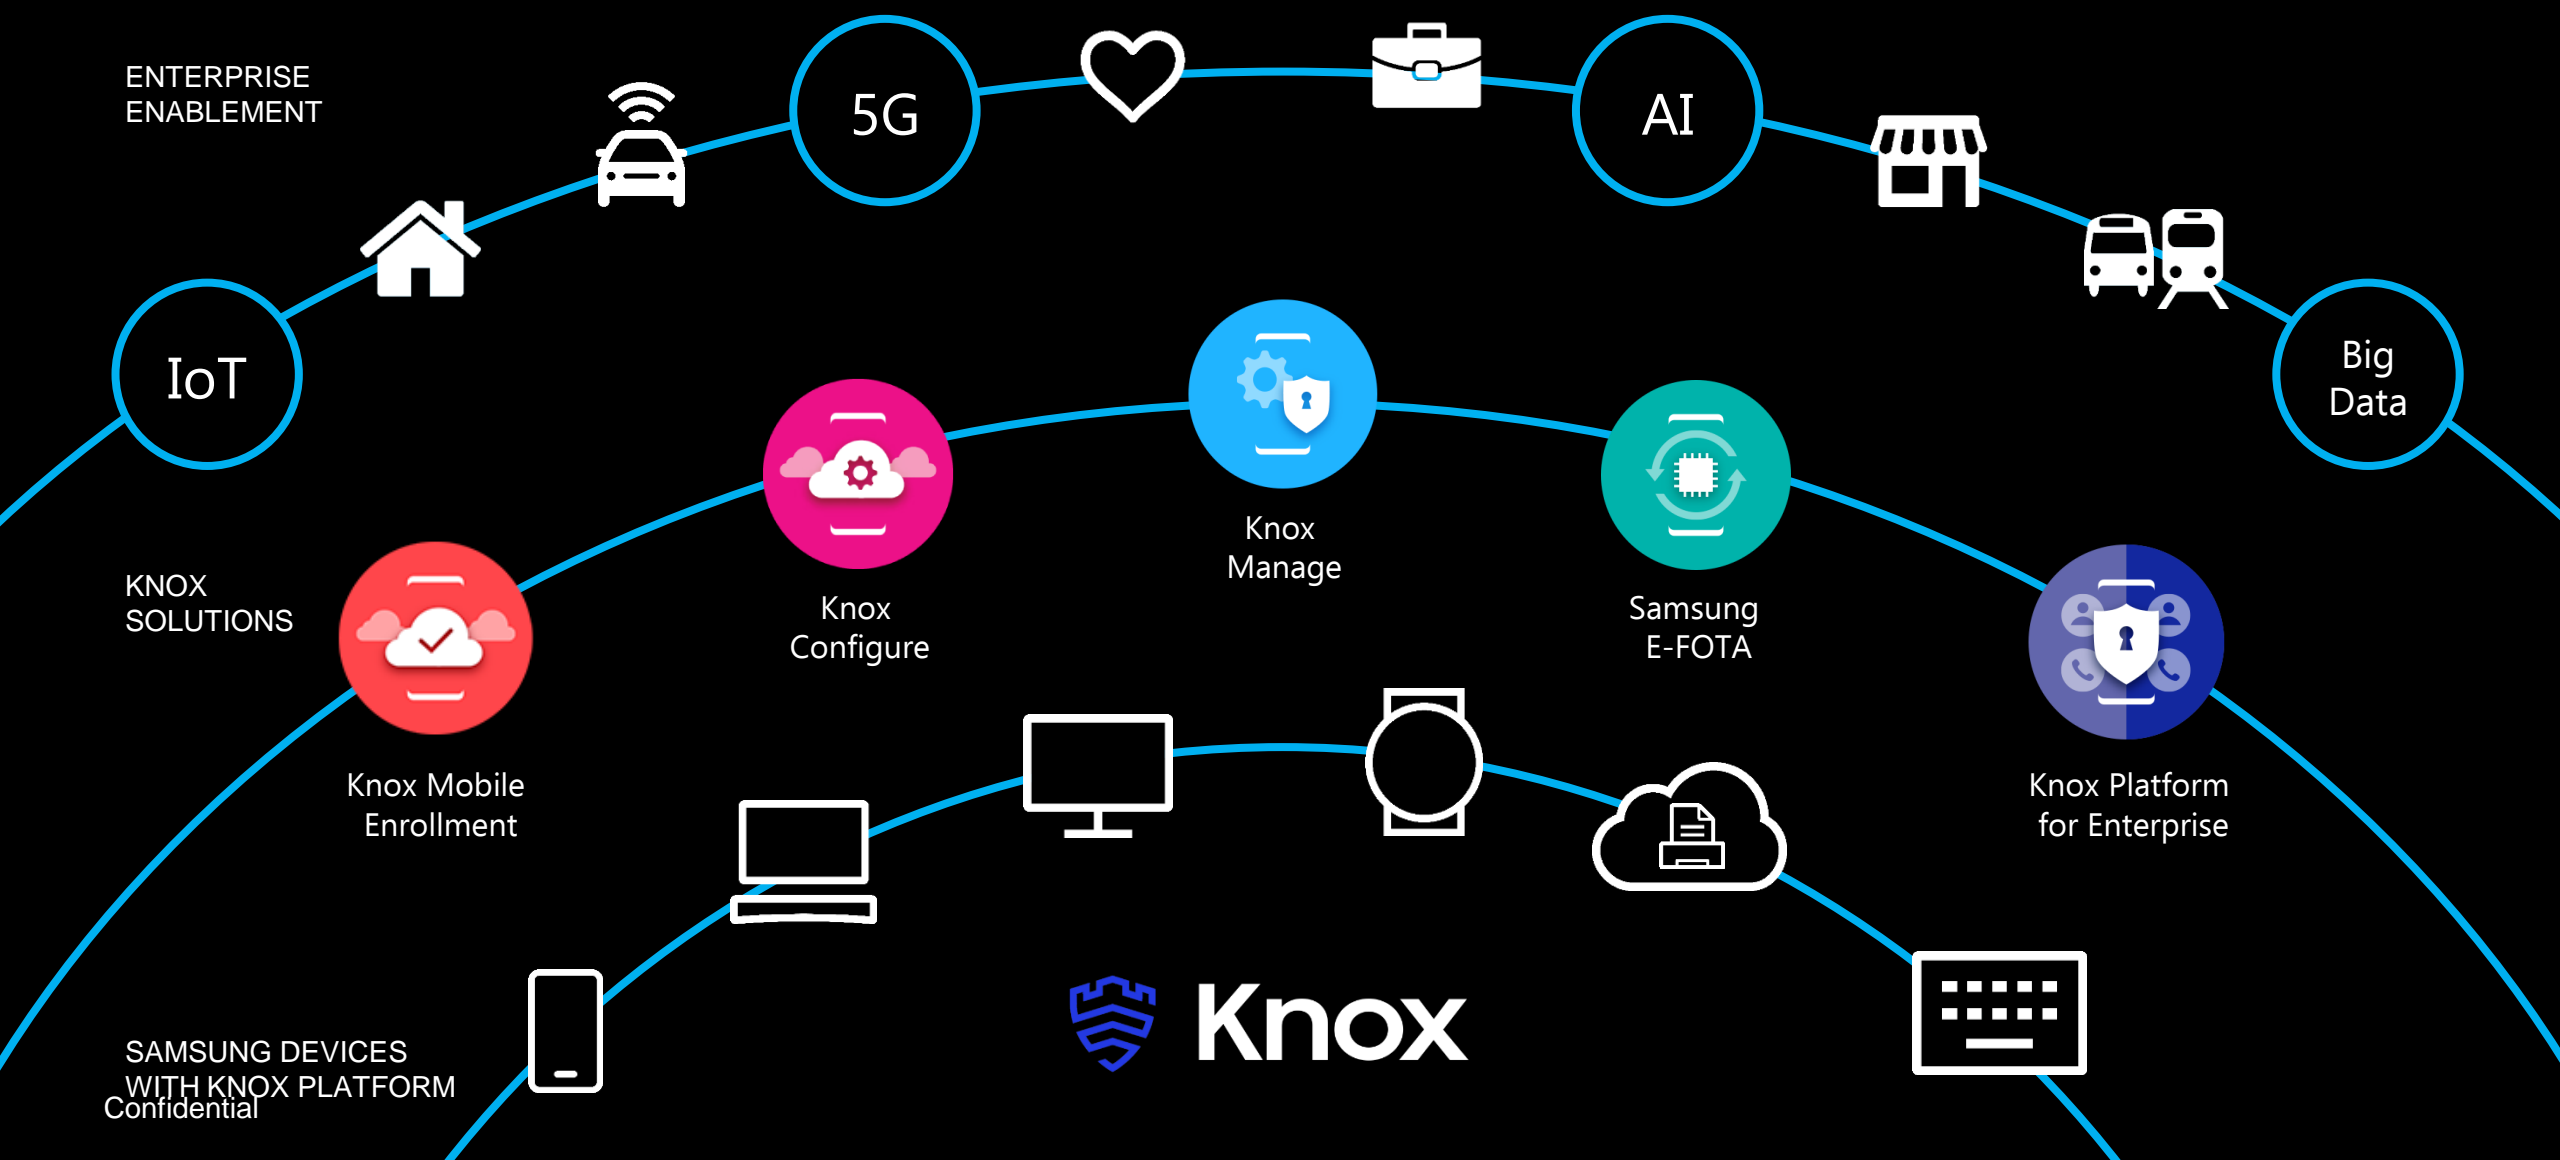 ENTERPRISE
ENABLEMENT
5G
AI
IoT
Big
Data
KNOX
SOLUTIONS
Knox Mobile
Enrollment
Knox
Configure
Knox
Manage
Samsung
E-FOTA
Knox Platform
for Enterprise
SAMSUNG DEVICES
WITH KNOX PLATFORM
Confidential
Knox